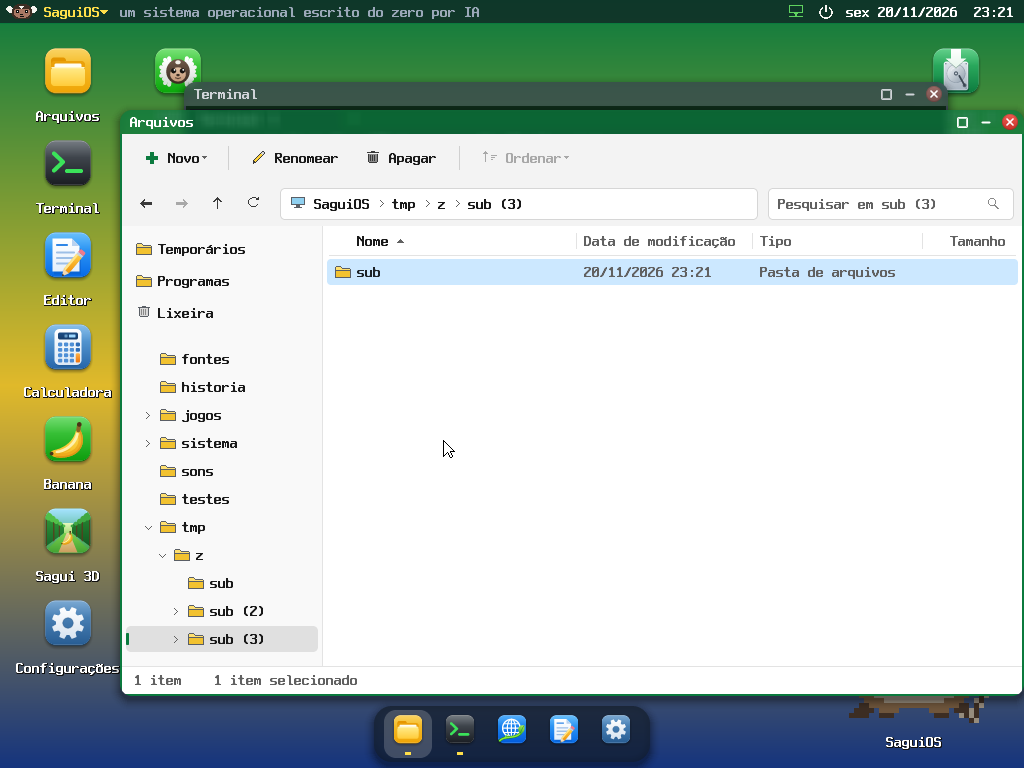 SaguiOS um sistema operacional escrito do zero por IA sex 20/11/2026 23:21
Arquivos
Terminal
Editor
Calculadora
Banana
Sagui 3D
Configurações
Terminal
Arquivos
Novo Renomear Apagar Ordenar
SaguiOS > tmp > z > sub (3) Pesquisar em sub (3)
Temporários
Programas
Lixeira
fontes
historia
jogos
sistema
sons
testes
tmp
z
sub
sub (2)
sub (3)
Nome Data de modificação Tipo Tamanho
sub 20/11/2026 23:21 Pasta de arquivos
1 item 1 item selecionado
SaguiOS